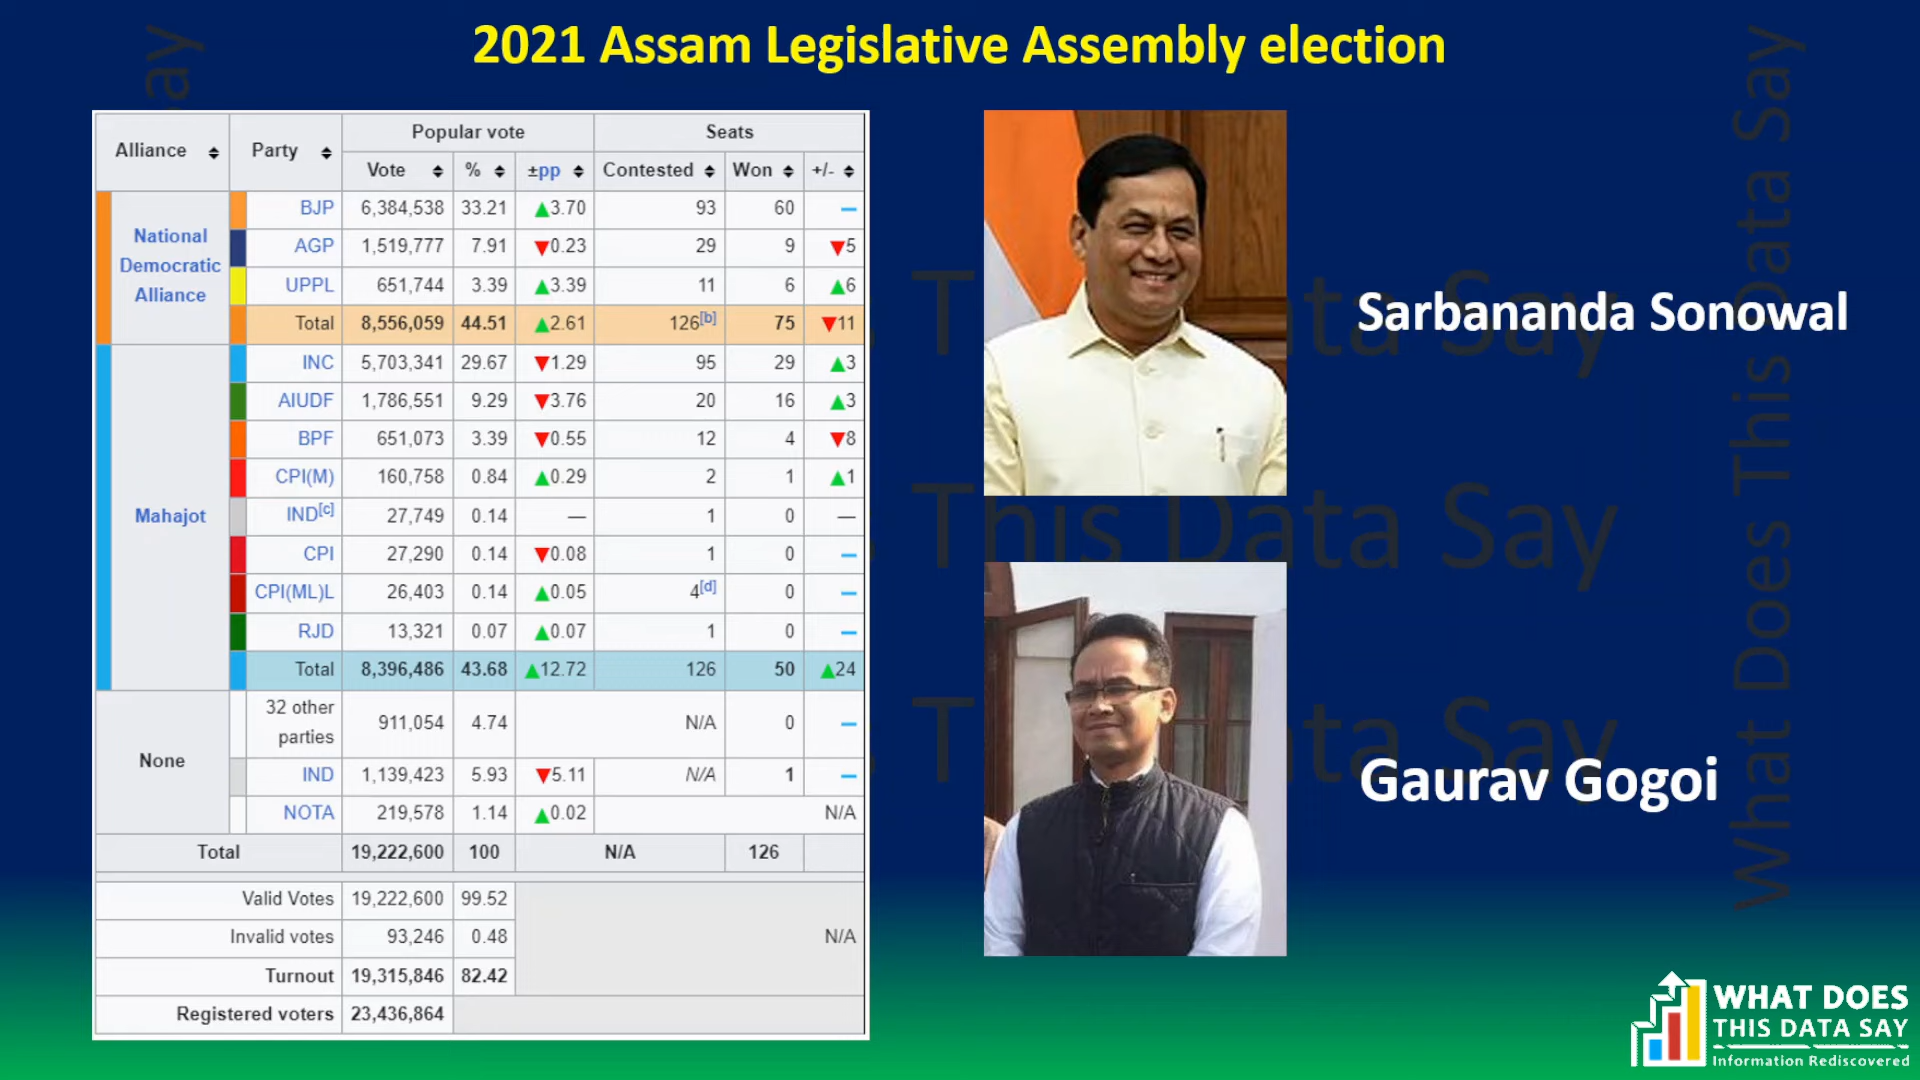 2021 Assam Legislative Assembly election
Alliance Party Popular vote Seats
Vote % ±pp Contested Won +/-
National Democratic Alliance
BJP 6,384,538 33.21 ▲3.70 93 60 –
AGP 1,519,777 7.91 ▼0.23 29 9 ▼5
UPPL 651,744 3.39 ▲3.39 11 6 ▲6
Total 8,556,059 44.51 ▲2.61 126[b] 75 ▼11
Mahajot
INC 5,703,341 29.67 ▼1.29 95 29 ▲3
AIUDF 1,786,551 9.29 ▼3.76 20 16 ▲3
BPF 651,073 3.39 ▼0.55 12 4 ▼8
CPI(M) 160,758 0.84 ▲0.29 2 1 ▲1
IND[c] 27,749 0.14 — 1 0 —
CPI 27,290 0.14 ▼0.08 1 0 –
CPI(ML)L 26,403 0.14 ▲0.05 4[d] 0 –
RJD 13,321 0.07 ▲0.07 1 0 –
Total 8,396,486 43.68 ▲12.72 126 50 ▲24
None
32 other parties 911,054 4.74 N/A 0 –
IND 1,139,423 5.93 ▼5.11 N/A 1 –
NOTA 219,578 1.14 ▲0.02 N/A
Total 19,222,600 100 N/A 126
Valid Votes 19,222,600 99.52
Invalid votes 93,246 0.48 N/A
Turnout 19,315,846 82.42
Registered voters 23,436,864
Sarbananda Sonowal
Gaurav Gogoi
This Data Say
What Does This Data Say
WHAT DOES
THIS DATA SAY
Information Rediscovered